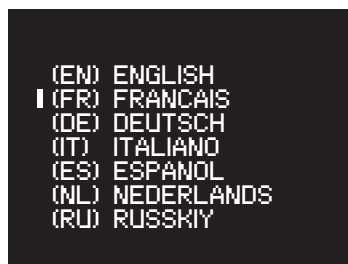 (EN) ENGLISH
(FR) FRANCAIS
(DE) DEUTSCH
(IT) ITALIANO
(ES) ESPANOL
(NL) NEDERLANDS
(RU) RUSSKIY